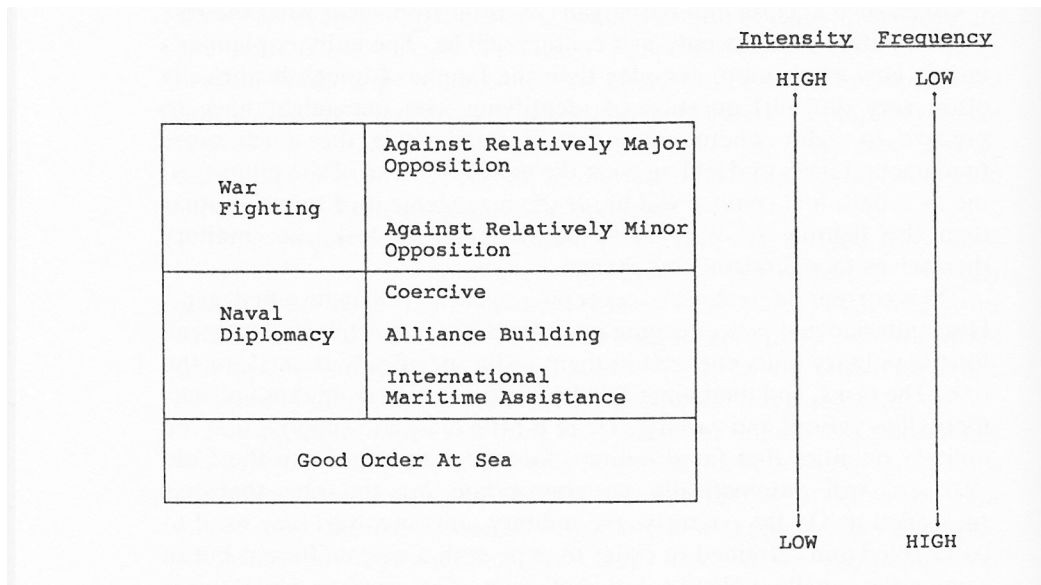 Intensity Frequency
HIGH LOW
Against Relatively Major
Opposition
War
Fighting
Against Relatively Minor
Opposition
Coercive
Naval
Diplomacy
Alliance Building
International
Maritime Assistance
Good Order At Sea
LOW HIGH